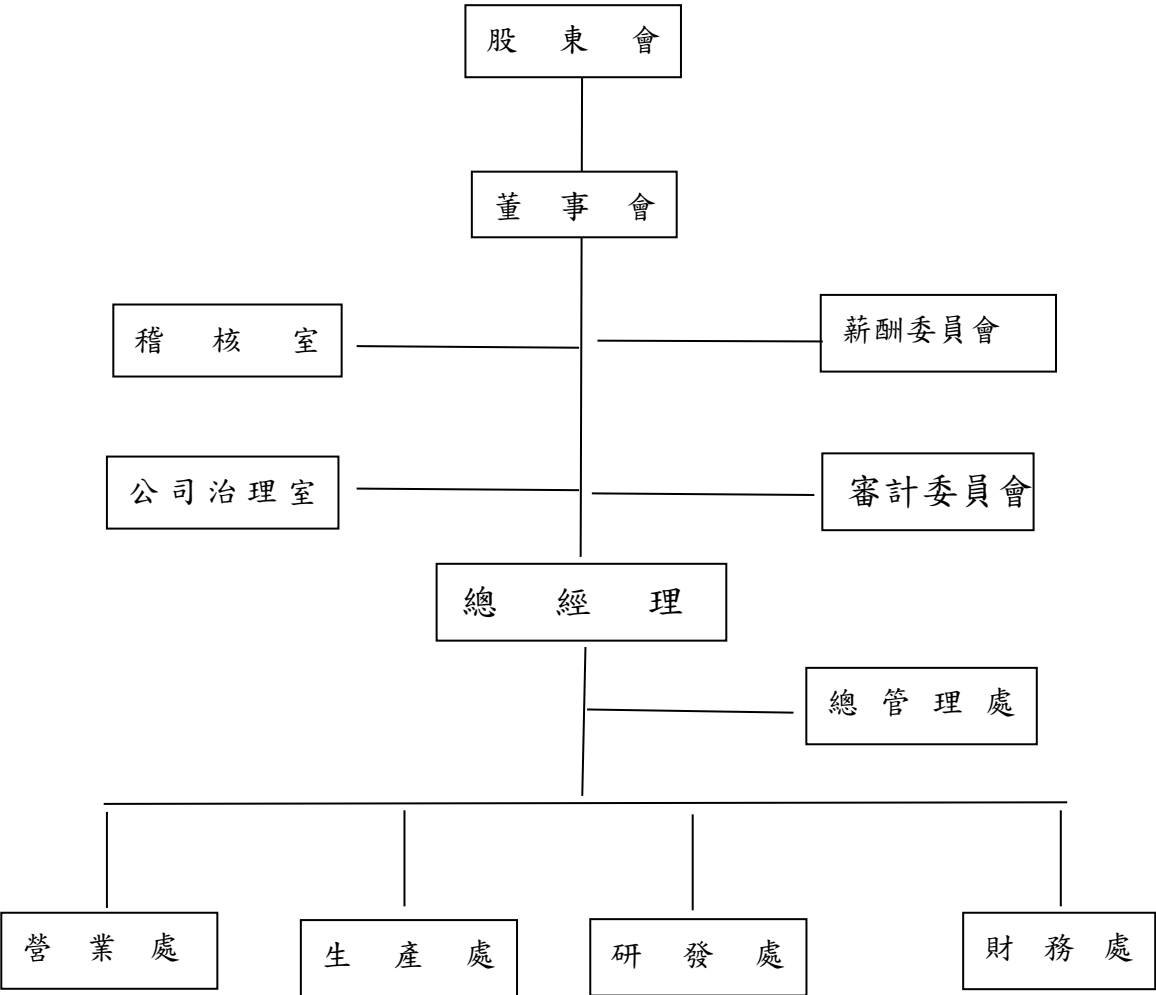 股東會
董事會
稽核室
薪酬委員會
公司治理室
審計委員會
總經理
總管理處
營業處
生產處
研發處
財務處